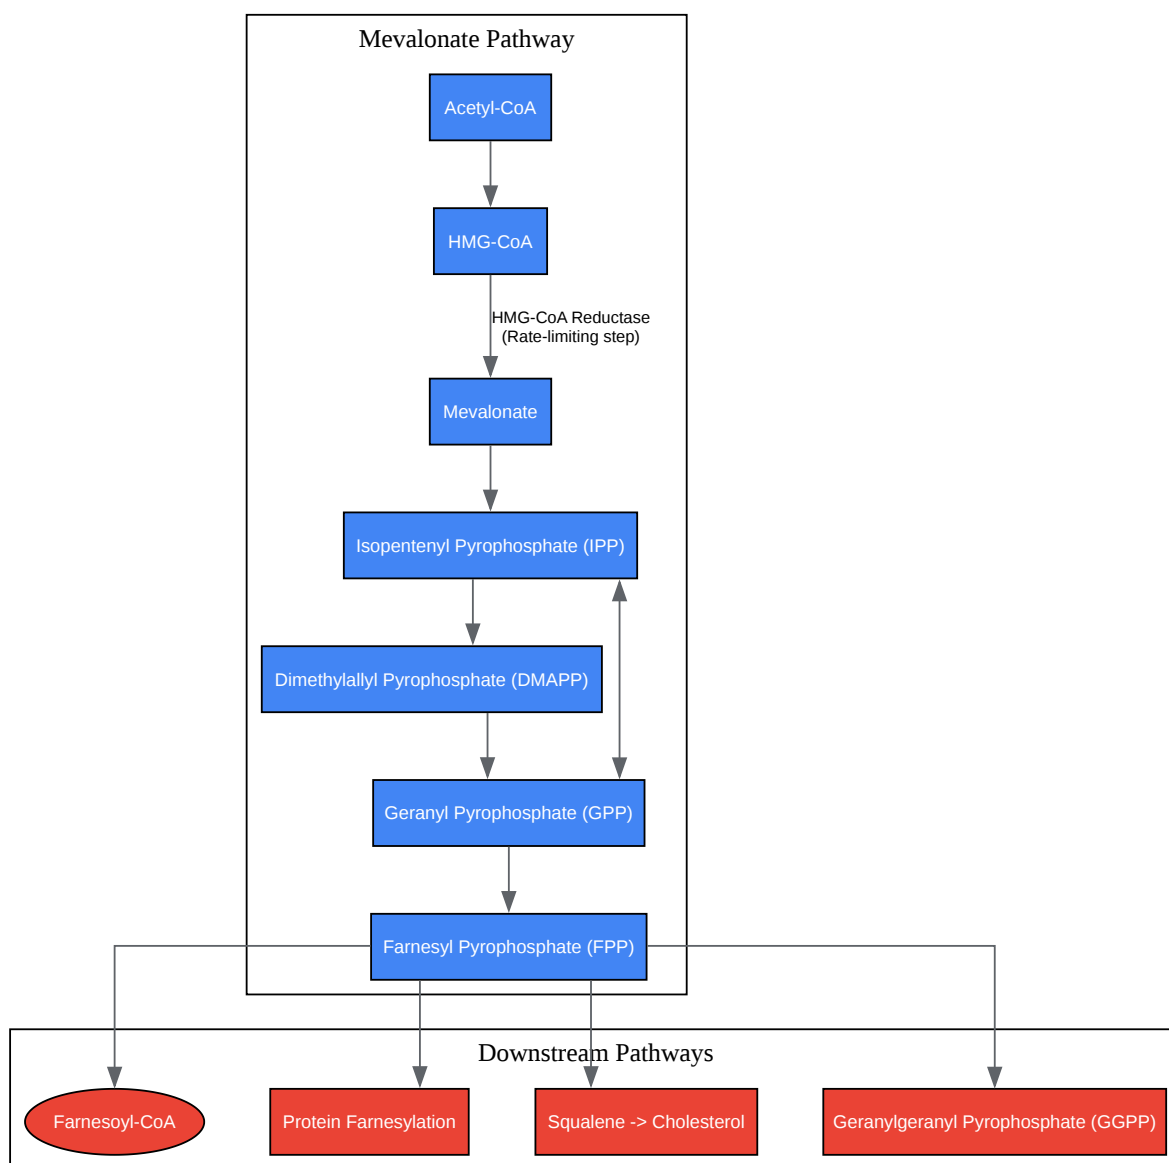 Mevalonate Pathway
Acetyl-CoA
HMG-CoA
HMG-CoA Reductase
(Rate-limiting step)
Mevalonate
Isopentenyl Pyrophosphate (IPP)
Dimethylallyl Pyrophosphate (DMAPP)
Geranyl Pyrophosphate (GPP)
Farnesyl Pyrophosphate (FPP)
Downstream Pathways
Farnesoyl-CoA
Protein Farnesylation
Squalene -> Cholesterol
Geranylgeranyl Pyrophosphate (GGPP)